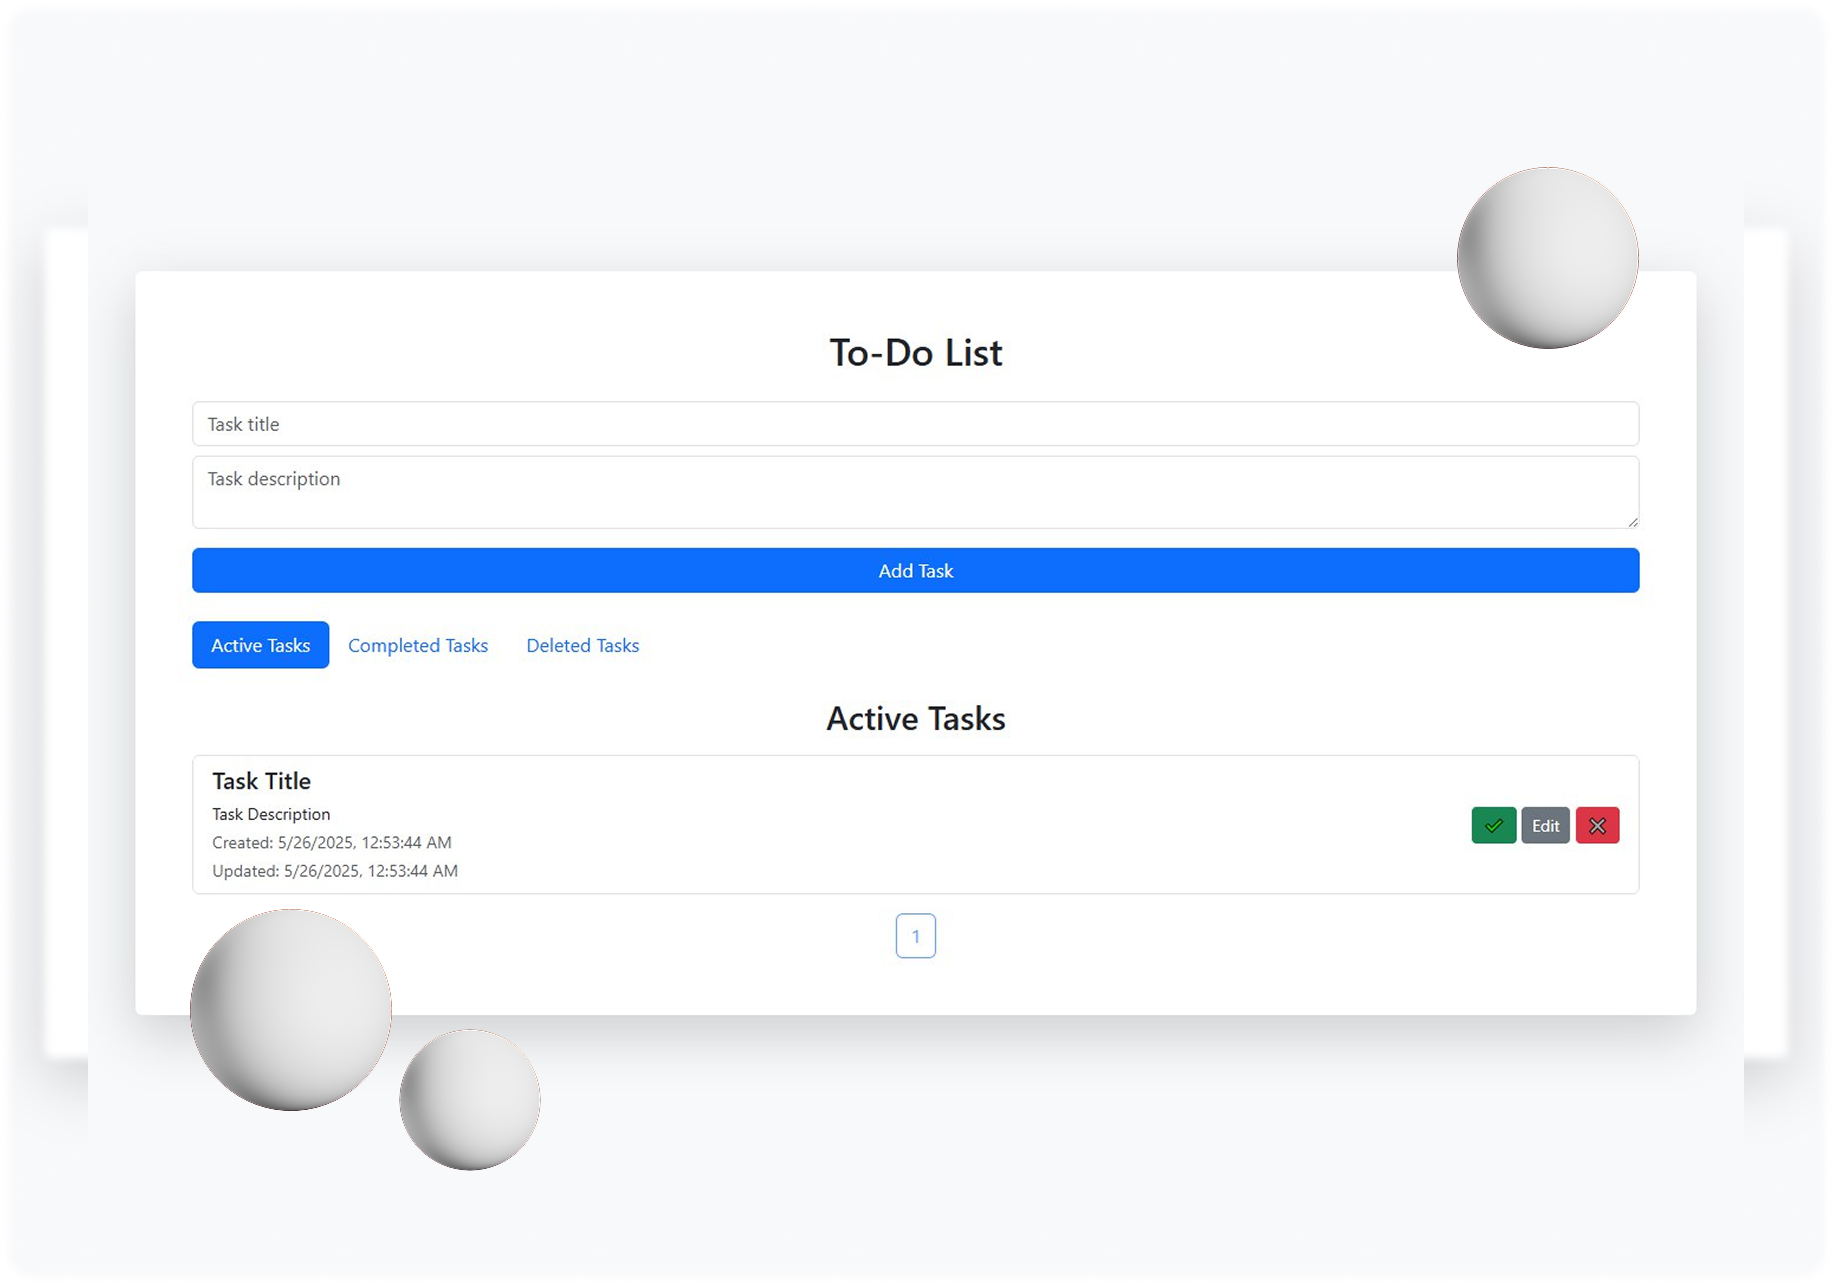 To-Do List
Task title
Task description
Add Task
Active Tasks
Completed Tasks
Deleted Tasks
Active Tasks
Task Title
Task Description
Created: 5/26/2025, 12:53:44 AM
Updated: 5/26/2025, 12:53:44 AM
Edit
1